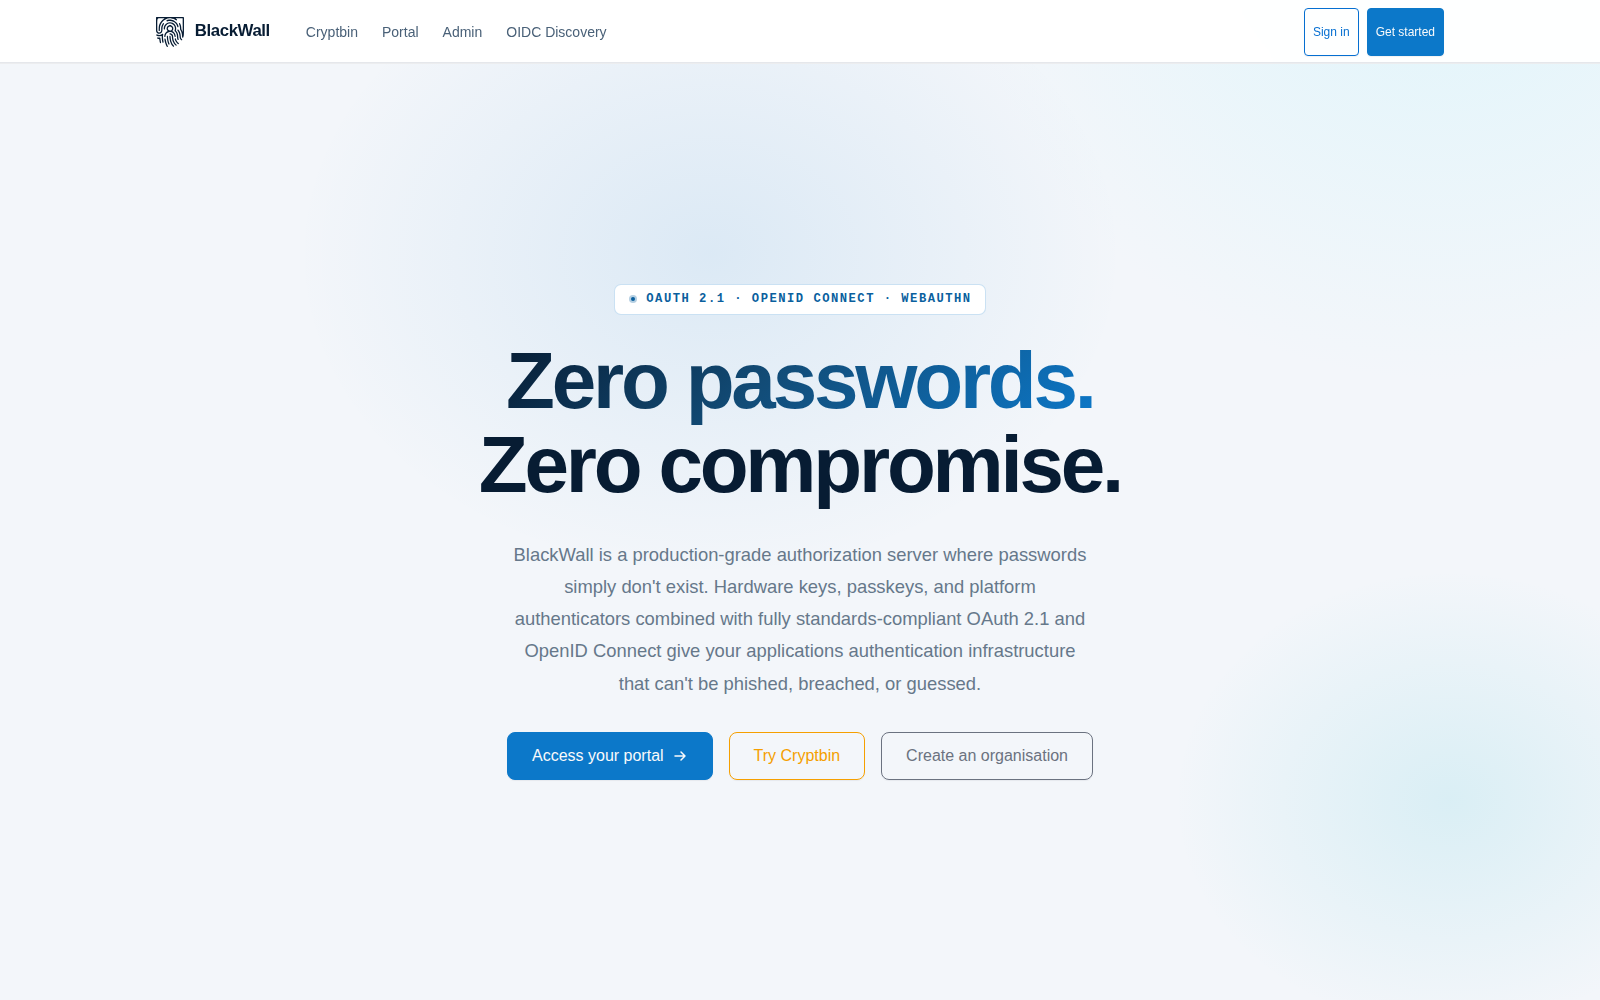 BlackWall
Cryptbin
Portal
Admin
OIDC Discovery
Sign in
Get started
OAUTH 2.1 · OPENID CONNECT · WEBAUTHN
Zero passwords.
Zero compromise.
BlackWall is a production-grade authorization server where passwords
simply don't exist. Hardware keys, passkeys, and platform
authenticators combined with fully standards-compliant OAuth 2.1 and
OpenID Connect give your applications authentication infrastructure
that can't be phished, breached, or guessed.
Access your portal →
Try Cryptbin
Create an organisation